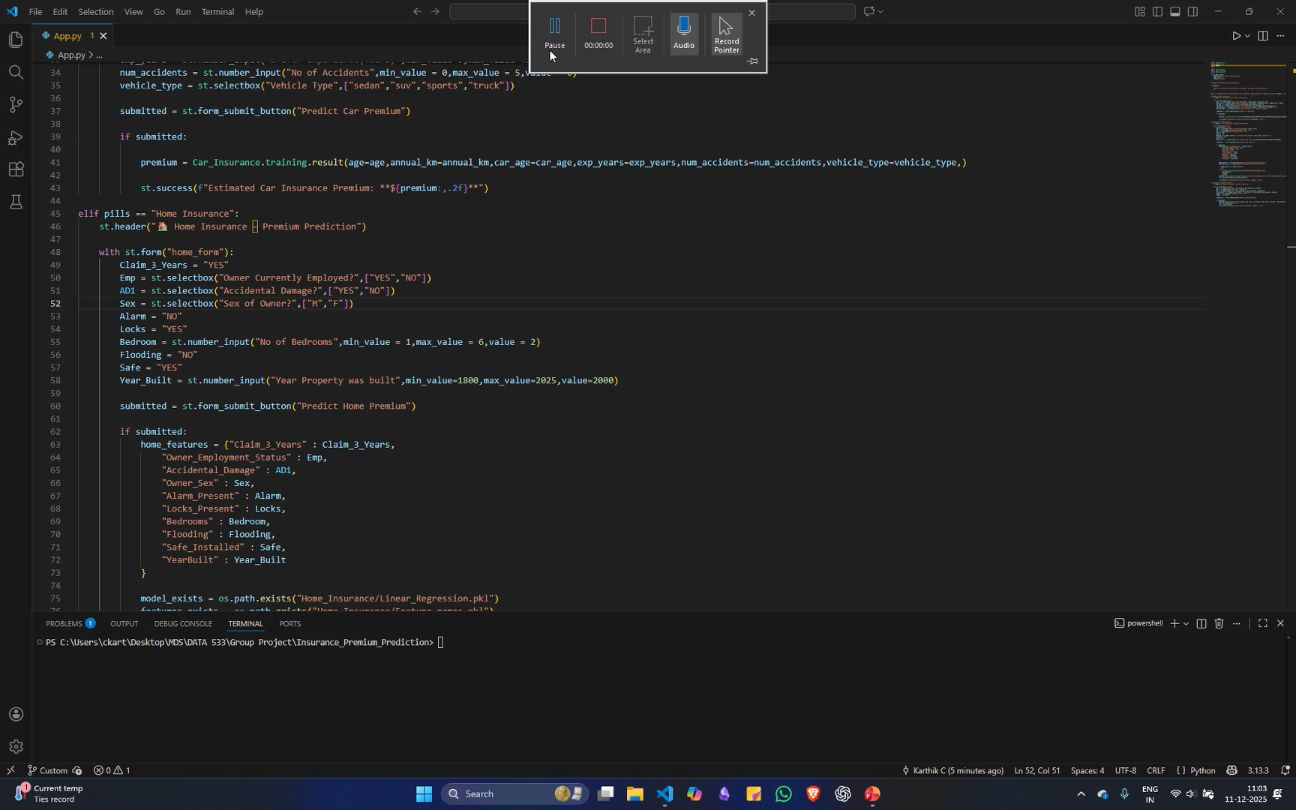 File Edit Selection View Go Run Terminal Help
Pause
00:00:00
Select
Area
Audio
Record
Pointer
App.py 1
App.py > ...
34 num_accidents = st.number_input("No of Accidents",min_value = 0,max_value = 5,value = 0)
35 vehicle_type = st.selectbox("Vehicle Type",["sedan","suv","sports","truck"])
36
37 submitted = st.form_submit_button("Predict Car Premium")
38
39 if submitted:
40
41 premium = Car_Insurance.training.result(age=age,annual_km=annual_km,car_age=car_age,exp_years=exp_years,num_accidents=num_accidents,vehicle_type=vehicle_type,)
42
43 st.success(f"Estimated Car Insurance Premium: **${premium:,.2f}**")
44
45 elif pills == "Home Insurance":
46 st.header("🏠 Home Insurance – Premium Prediction")
47
48 with st.form("home_form"):
49 Claim_3_Years = "YES"
50 Emp = st.selectbox("Owner Currently Employed?",["YES","NO"])
51 AD1 = st.selectbox("Accidental Damage?",["YES","NO"])
52 Sex = st.selectbox("Sex of Owner?",["M","F"])
53 Alarm = "NO"
54 Locks = "YES"
55 Bedroom = st.number_input("No of Bedrooms",min_value = 1,max_value = 6,value = 2)
56 Flooding = "NO"
57 Safe = "YES"
58 Year_Built = st.number_input("Year Property was built",min_value=1800,max_value=2025,value=2000)
59
60 submitted = st.form_submit_button("Predict Home Premium")
61
62 if submitted:
63 home_features = {"Claim_3_Years" : Claim_3_Years,
64 "Owner_Employment_Status" : Emp,
65 "Accidental_Damage" : AD1,
66 "Owner_Sex" : Sex,
67 "Alarm_Present" : Alarm,
68 "Locks_Present" : Locks,
69 "Bedrooms" : Bedroom,
70 "Flooding" : Flooding,
71 "Safe_Installed" : Safe,
72 "YearBuilt" : Year_Built
73 }
74
75 model_exists = os.path.exists("Home_Insurance/Linear_Regression.pkl")
PROBLEMS 1 OUTPUT DEBUG CONSOLE TERMINAL PORTS
powershell
PS C:\Users\ckart\Desktop\MDS\DATA 533\Group Project\Insurance_Premium_Prediction>
Custom 0 1 Karthik C (5 minutes ago) Ln 52, Col 51 Spaces: 4 UTF-8 CRLF { } Python 3.13.3
1 Current temp
Ties record
Search
ENG
IN
11:03
11-12-2025